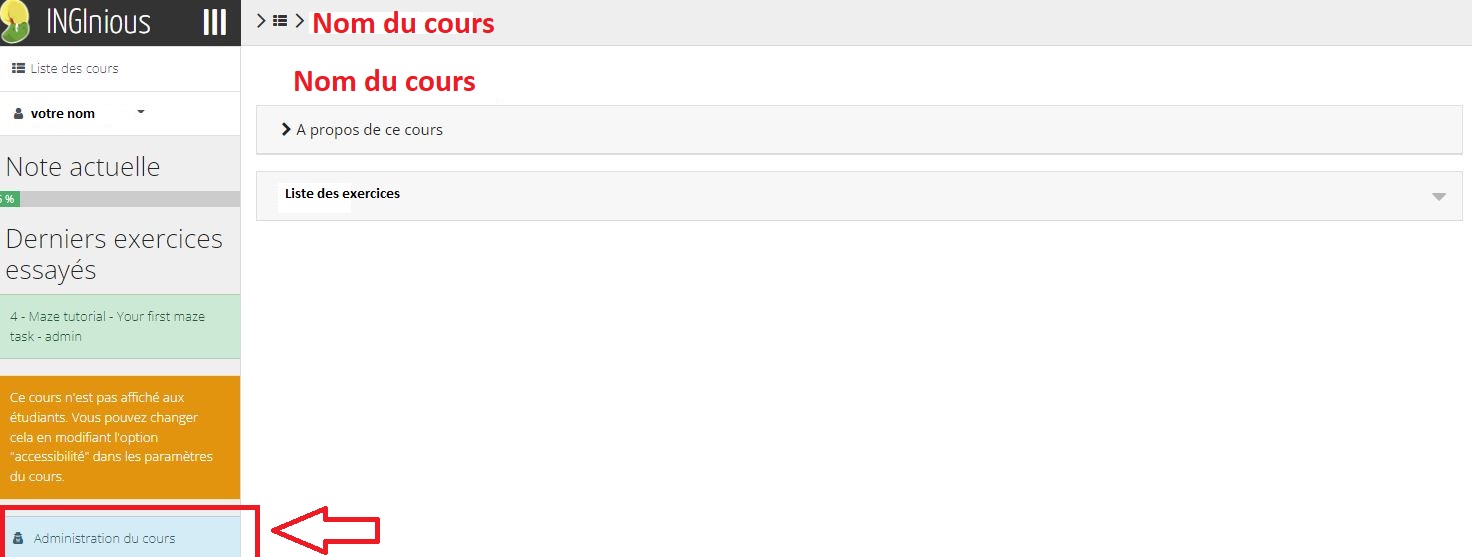 INGInious
Nom du cours
Liste des cours
votre nom
Note actuelle
%
Derniers exercices
essayés
4 - Maze tutorial - Your first maze
task - admin
Ce cours n'est pas affiché aux
étudiants. Vous pouvez changer
cela en modifiant l'option
"accessibilité" dans les paramètres
du cours.
Administration du cours
Nom du cours
A propos de ce cours
Liste des exercices